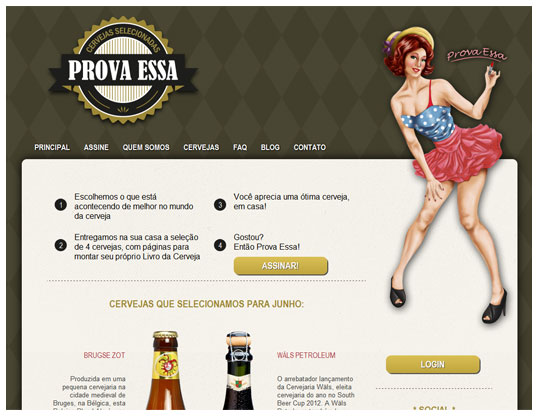 CERVEJAS SELECIONADAS
PROVA ESSA
Prova Essa
PRINCIPAL ASSINE QUEM SOMOS CERVEJAS FAQ BLOG CONTATO
1 Escolhemos o que está
acontecendo de melhor no mundo
da cerveja
2 Entregamos na sua casa a seleção
de 4 cervejas, com páginas para
montar seu próprio Livro da Cerveja
3 Você aprecia uma ótima cerveja,
em casa!
4 Gostou?
Então Prova Essa!
ASSINAR!
CERVEJAS QUE SELECIONAMOS PARA JUNHO:
BRUGSE ZOT
Produzida em uma
pequena cervejaria na
cidade medieval de
Bruges, na Bélgica, esta
WÄLS PETROLEUM
O arrebatador lançamento
da Cervejaria Wäls, eleita
cervejaria do ano no South
Beer Cup 2012. A Wäls
LOGIN
* SOCIAL *